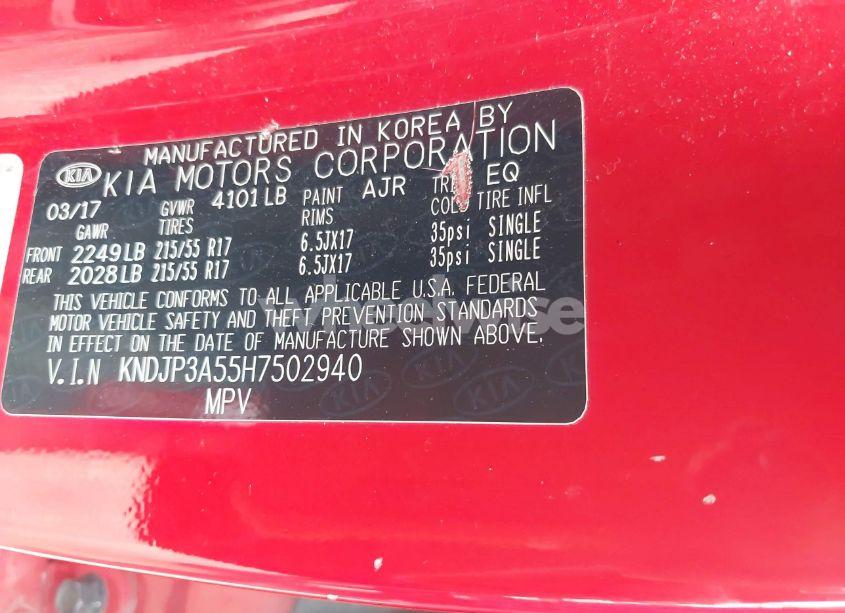 MANUFACTURED IN KOREA BY
KIA KIA MOTORS CORPORATION
03/17 GVWR 4101LB PAINT AJR EQ
GAWR TIRES RIMS COLD TIRE INFL
FRONT 2249LB 215/55 R17 6.5JX17 35psi SINGLE
REAR 2028LB 215/55 R17 6.5JX17 35psi SINGLE
THIS VEHICLE CONFORMS TO ALL APPLICABLE U.S.A. FEDERAL
MOTOR VEHICLE SAFETY AND THEFT PREVENTION STANDARDS
IN EFFECT ON THE DATE OF MANUFACTURE SHOWN ABOVE.
V.I.N KNDJP3A55H7502940
MPV